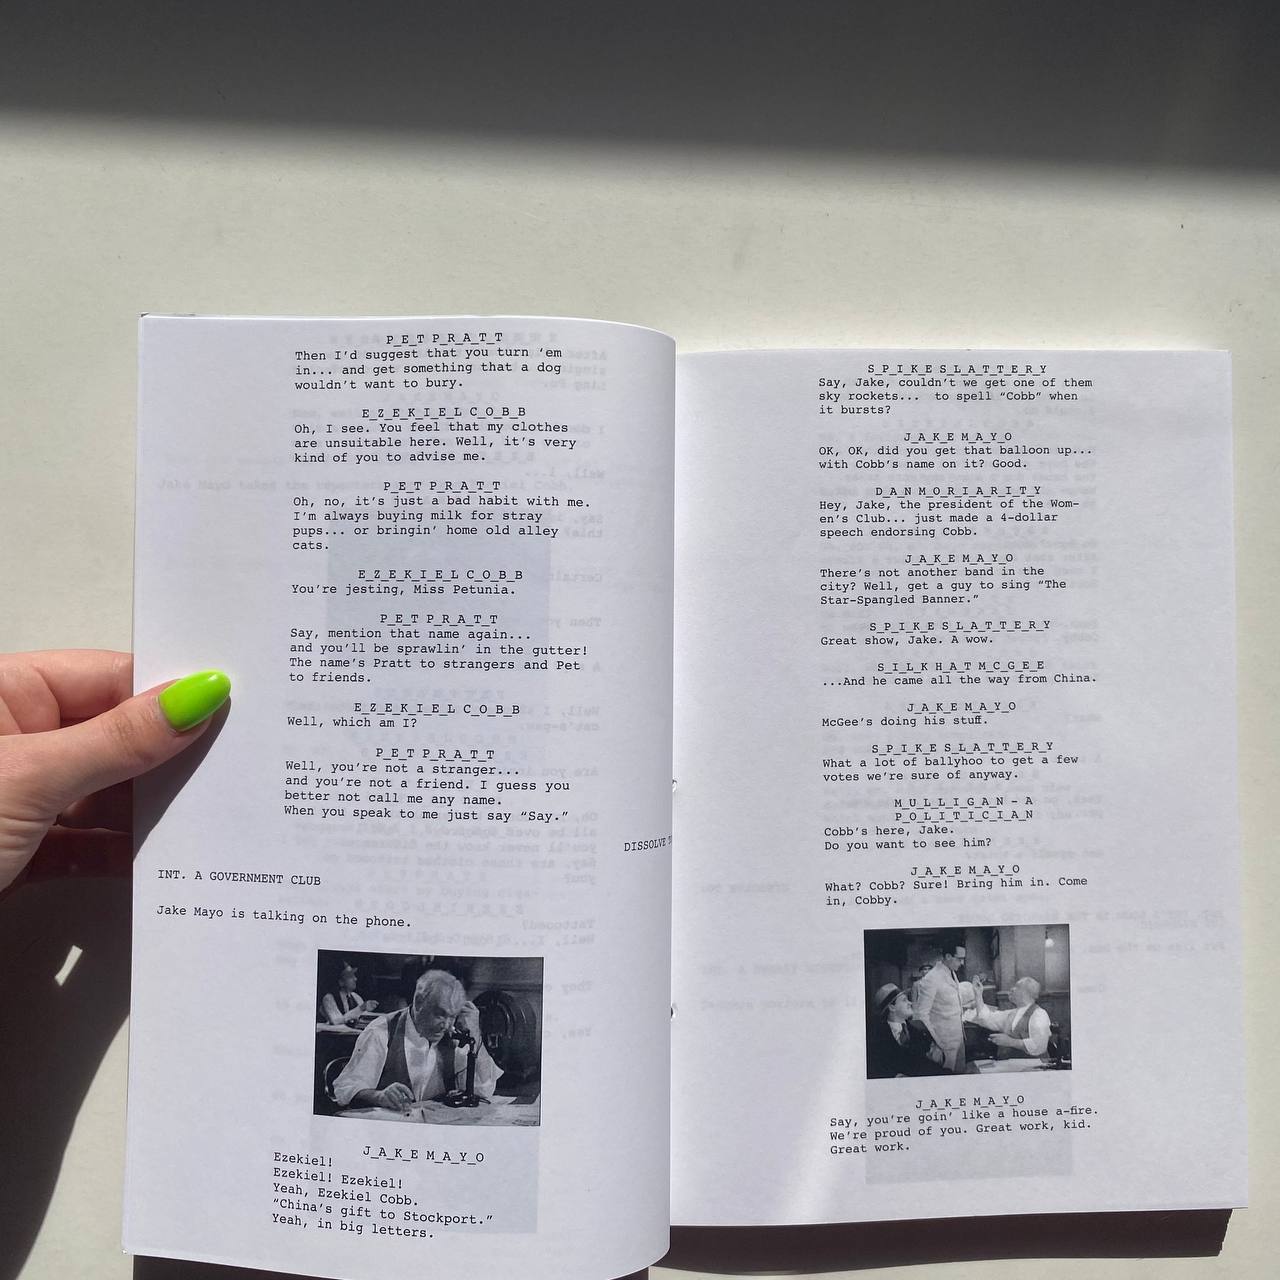 P_E_T P_R_A_T_T
Then I'd suggest that you turn 'em
in... and get something that a dog
wouldn't want to bury.
E_Z_E_K_I_E_L C_O_B_B
Oh, I see. You feel that my clothes
are unsuitable here. Well, it's very
kind of you to advise me.
P_E_T P_R_A_T_T
Oh, no, it's just a bad habit with me.
I'm always buying milk for stray
pups... or bringin' home old alley
cats.
E_Z_E_K_I_E_L C_O_B_B
You're jesting, Miss Petunia.
P_E_T P_R_A_T_T
Say, mention that name again...
and you'll be sprawlin' in the gutter!
The name's Pratt to strangers and Pet
to friends.
E_Z_E_K_I_E_L C_O_B_B
Well, which am I?
P_E_T P_R_A_T_T
Well, you're not a stranger...
and you're not a friend. I guess you
better not call me any name.
When you speak to me just say "Say."
DISSOLVE
INT. A GOVERNMENT CLUB
Jake Mayo is talking on the phone.
J_A_K_E M_A_Y_O
Ezekiel!
Ezekiel! Ezekiel!
Yeah, Ezekiel Cobb.
"China's gift to Stockport."
Yeah, in big letters.
S_P_I_K_E S_L_A_T_T_E_R_Y
Say, Jake, couldn't we get one of them
sky rockets... to spell "Cobb" when
it bursts?
J_A_K_E M_A_Y_O
OK, OK, did you get that balloon up...
with Cobb's name on it? Good.
D_A_N M_O_R_I_A_R_I_T_Y
Hey, Jake, the president of the Wom-
en's Club... just made a 4-dollar
speech endorsing Cobb.
J_A_K_E M_A_Y_O
There's not another band in the
city? Well, get a guy to sing "The
Star-Spangled Banner."
S_P_I_K_E S_L_A_T_T_E_R_Y
Great show, Jake. A wow.
S_I_L_K H_A_T M_C_G_E_E
...And he came all the way from China.
J_A_K_E M_A_Y_O
McGee's doing his stuff.
S_P_I_K_E S_L_A_T_T_E_R_Y
What a lot of ballyhoo to get a few
votes we're sure of anyway.
M_U_L_L_I_G_A_N_-_A
P_O_L_I_T_I_C_I_A_N
Cobb's here, Jake.
Do you want to see him?
J_A_K_E M_A_Y_O
What? Cobb? Sure! Bring him in. Come
in, Cobby.
J_A_K_E M_A_Y_O
Say, you're goin' like a house a-fire.
We're proud of you. Great work, kid.
Great work.